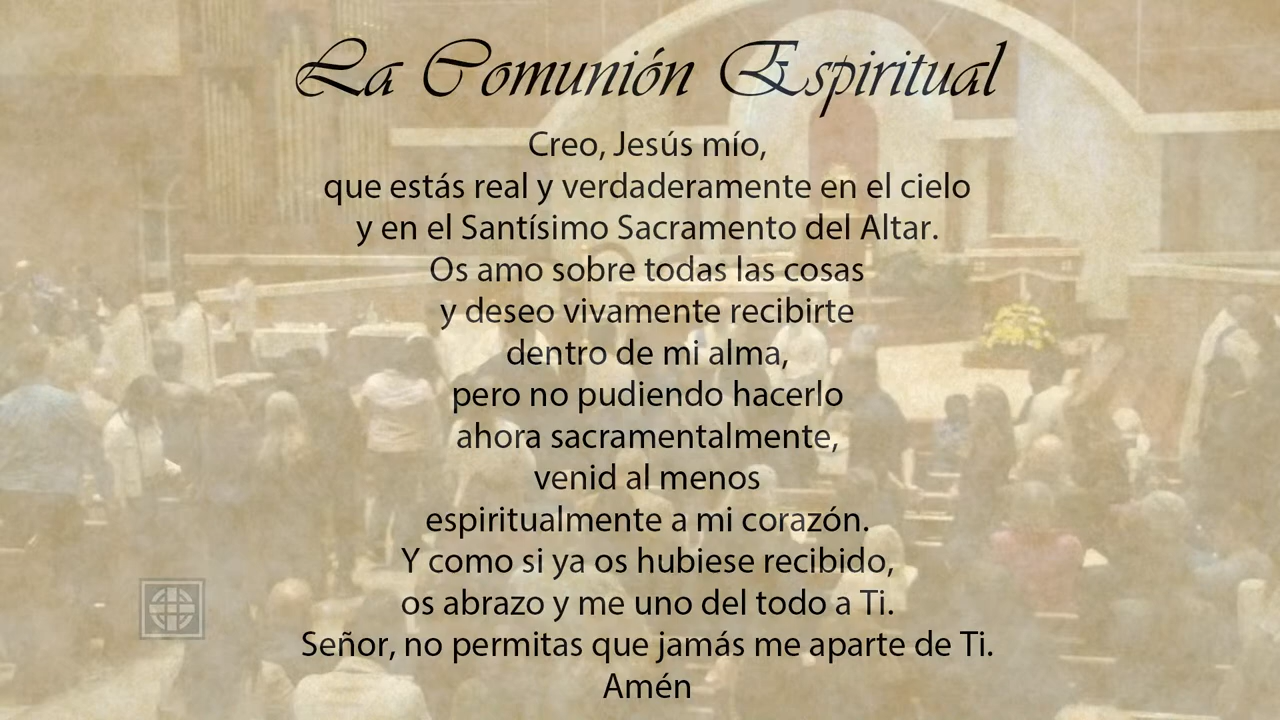 La Comunión Espiritual
Creo, Jesús mío,
que estás real y verdaderamente en el cielo
y en el Santísimo Sacramento del Altar.
Os amo sobre todas las cosas
y deseo vivamente recibirte
dentro de mi alma,
pero no pudiendo hacerlo
ahora sacramentalmente,
venid al menos
espiritualmente a mi corazón.
Y como si ya os hubiese recibido,
os abrazo y me uno del todo a Ti.
Señor, no permitas que jamás me aparte de Ti.
Amén